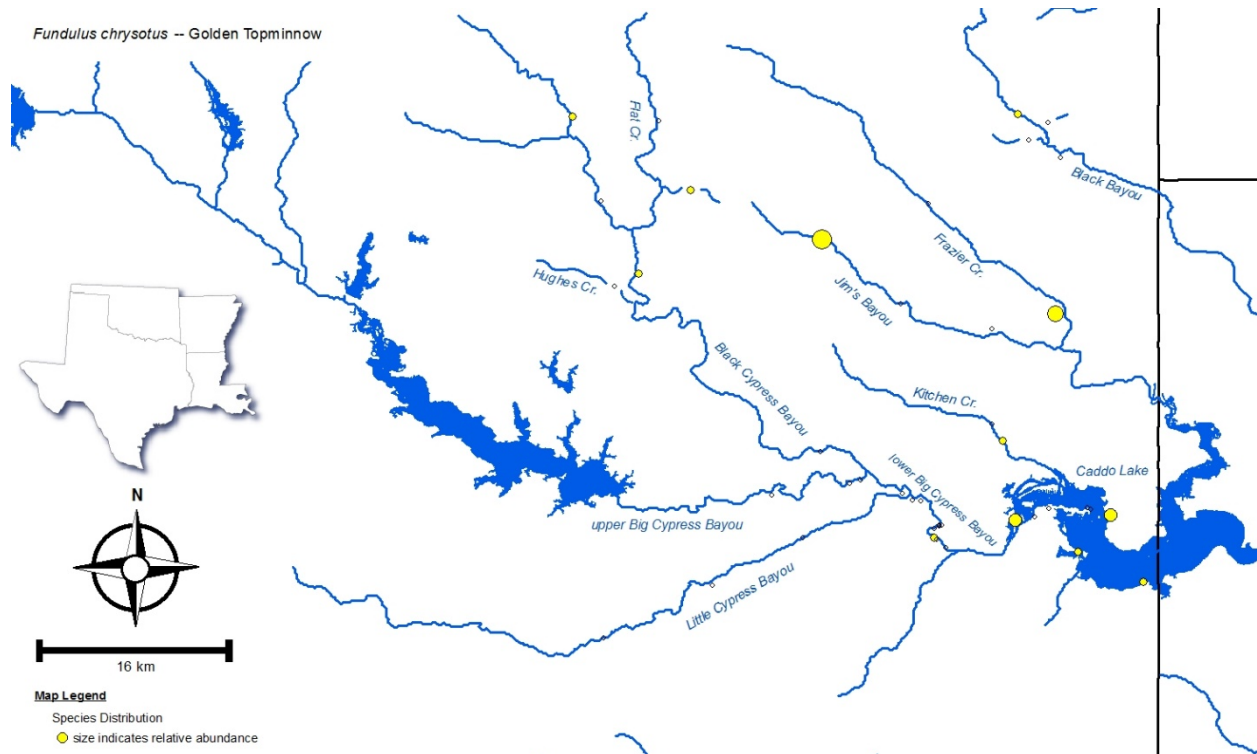 Fundulus chrysotus -- Golden Topminnow
Flat Cr.
Black Bayou
Frazier Cr.
Hughes Cr.
Jim's Bayou
Black Cypress Bayou
Kitchen Cr.
lower Big Cypress Bayou
Caddo Lake
upper Big Cypress Bayou
Little Cypress Bayou
N
16 km
Map Legend
Species Distribution
size indicates relative abundance